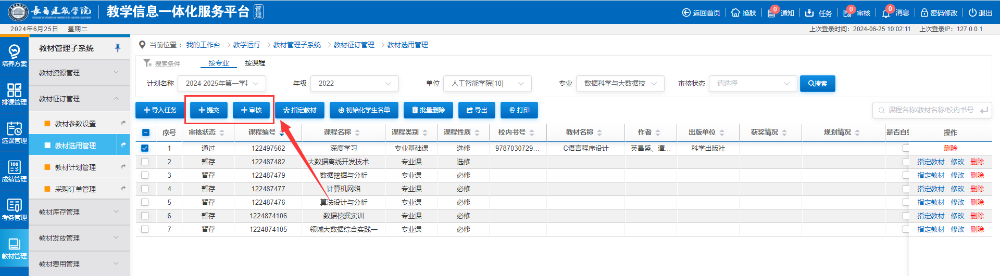 长春建筑学院 教学信息一体化服务平台 管理 返回首页 换肤 0 通知 任务 0 审核 0 消息 密码修改 退出
2024年6月25日 星期二 上次登录时间：2024-06-25 10:02:11 上次登录IP：127.0.0.1
培养方案
排课管理
选课管理
成绩管理
考务管理
教材管理
教材管理子系统
教材资源管理
教材征订管理
教材参数设置
教材选用管理
教材计划管理
采购订单管理
教材库存管理
教材发放管理
教材费用管理
当前位置： 我的工作台 教学运行 教材管理子系统 教材征订管理 教材选用管理
搜索条件 按专业 按课程
计划名称 2024-2025年第一学期 年级 2022 单位 人工智能学院[10] 专业 数据科学与大数据技 审核状态 请选择 搜索
导入任务 提交 审核 指定教材 初始化学生名单 批量删除 导出 打印 课程名称/教材名称/校内书号
序号 审核状态 课程编号 课程名称 课程类别 课程性质 校内书号 教材名称 作者 出版单位 获奖情况 规划情况 是否自编 操作
1 通过 122497562 深度学习 专业基础课 选修 9787030729... C语言程序设计 英昌盛、谭... 科学出版社 删除
2 暂存 122487482 大数据离线开发技术... 专业课 选修 指定教材 修改 删除
3 暂存 122487479 数据挖掘与分析 专业课 必修 指定教材 修改 删除
4 暂存 122487477 计算机网络 专业课 必修 指定教材 修改 删除
5 暂存 122487476 算法设计与分析 专业课 必修 指定教材 修改 删除
6 暂存 1224874106 数据挖掘实训 专业课 必修 指定教材 修改 删除
7 暂存 1224874105 领域大数据综合实践一 专业课 必修 指定教材 修改 删除